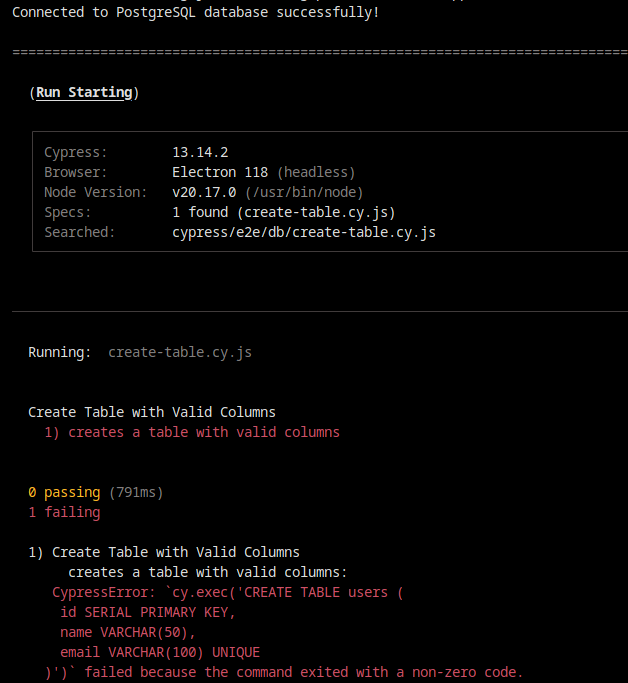 Connected to PostgreSQL database successfully!
================================================================================
(Run Starting)
Cypress: 13.14.2
Browser: Electron 118 (headless)
Node Version: v20.17.0 (/usr/bin/node)
Specs: 1 found (create-table.cy.js)
Searched: cypress/e2e/db/create-table.cy.js
Running: create-table.cy.js
Create Table with Valid Columns
1) creates a table with valid columns
0 passing (791ms)
1 failing
1) Create Table with Valid Columns
creates a table with valid columns:
CypressError: `cy.exec('CREATE TABLE users (
id SERIAL PRIMARY KEY,
name VARCHAR(50),
email VARCHAR(100) UNIQUE
)')` failed because the command exited with a non-zero code.